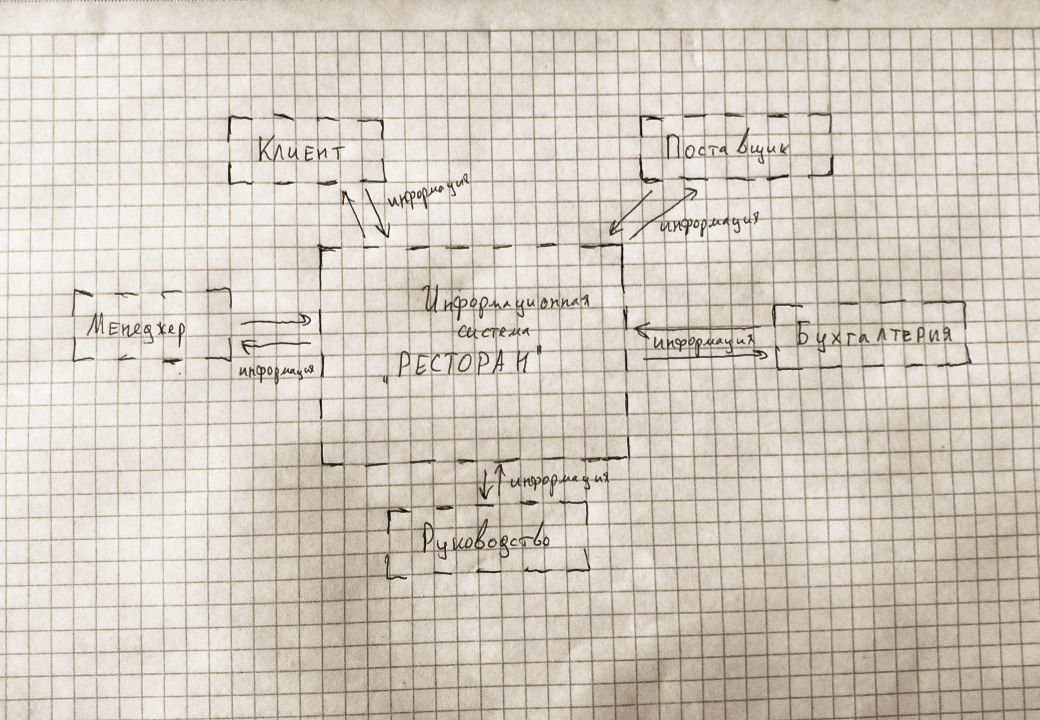 Клиент
Поставщик
информация
информация
Информационная
система
„РЕСТОРАН"
Менеджер
информация
Бухгалтерия
информация
информация
Руководство